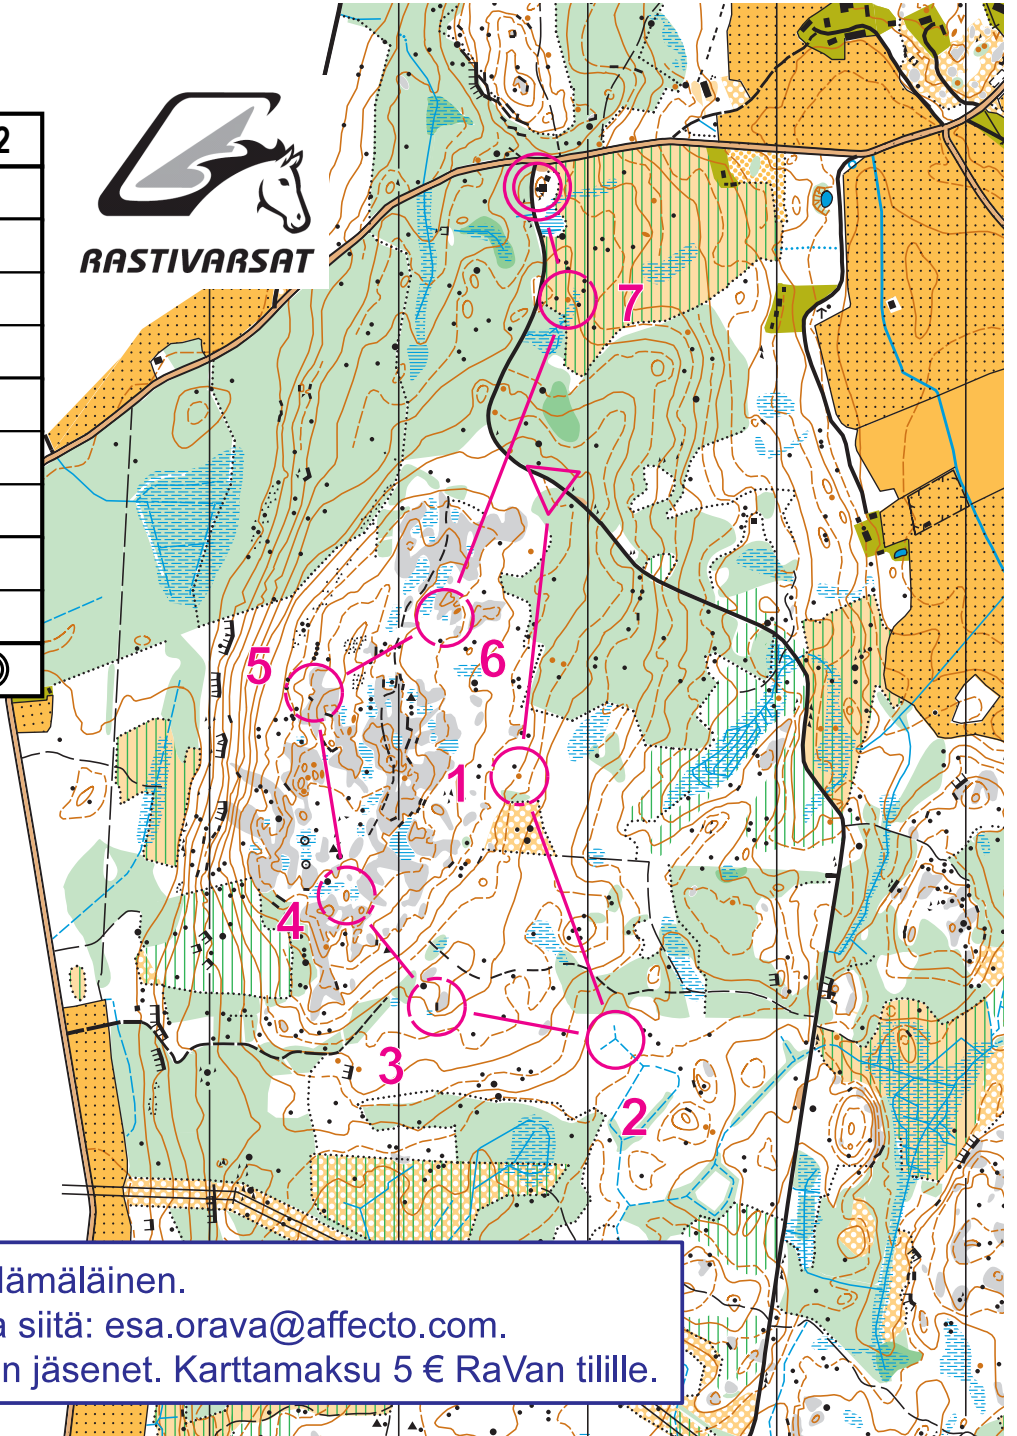 2
RASTIVARSAT
7
5
6
1
4
3
2
lämäläinen.
a siitä: esa.orava@affecto.com.
n jäsenet. Karttamaksu 5 € RaVan tilille.